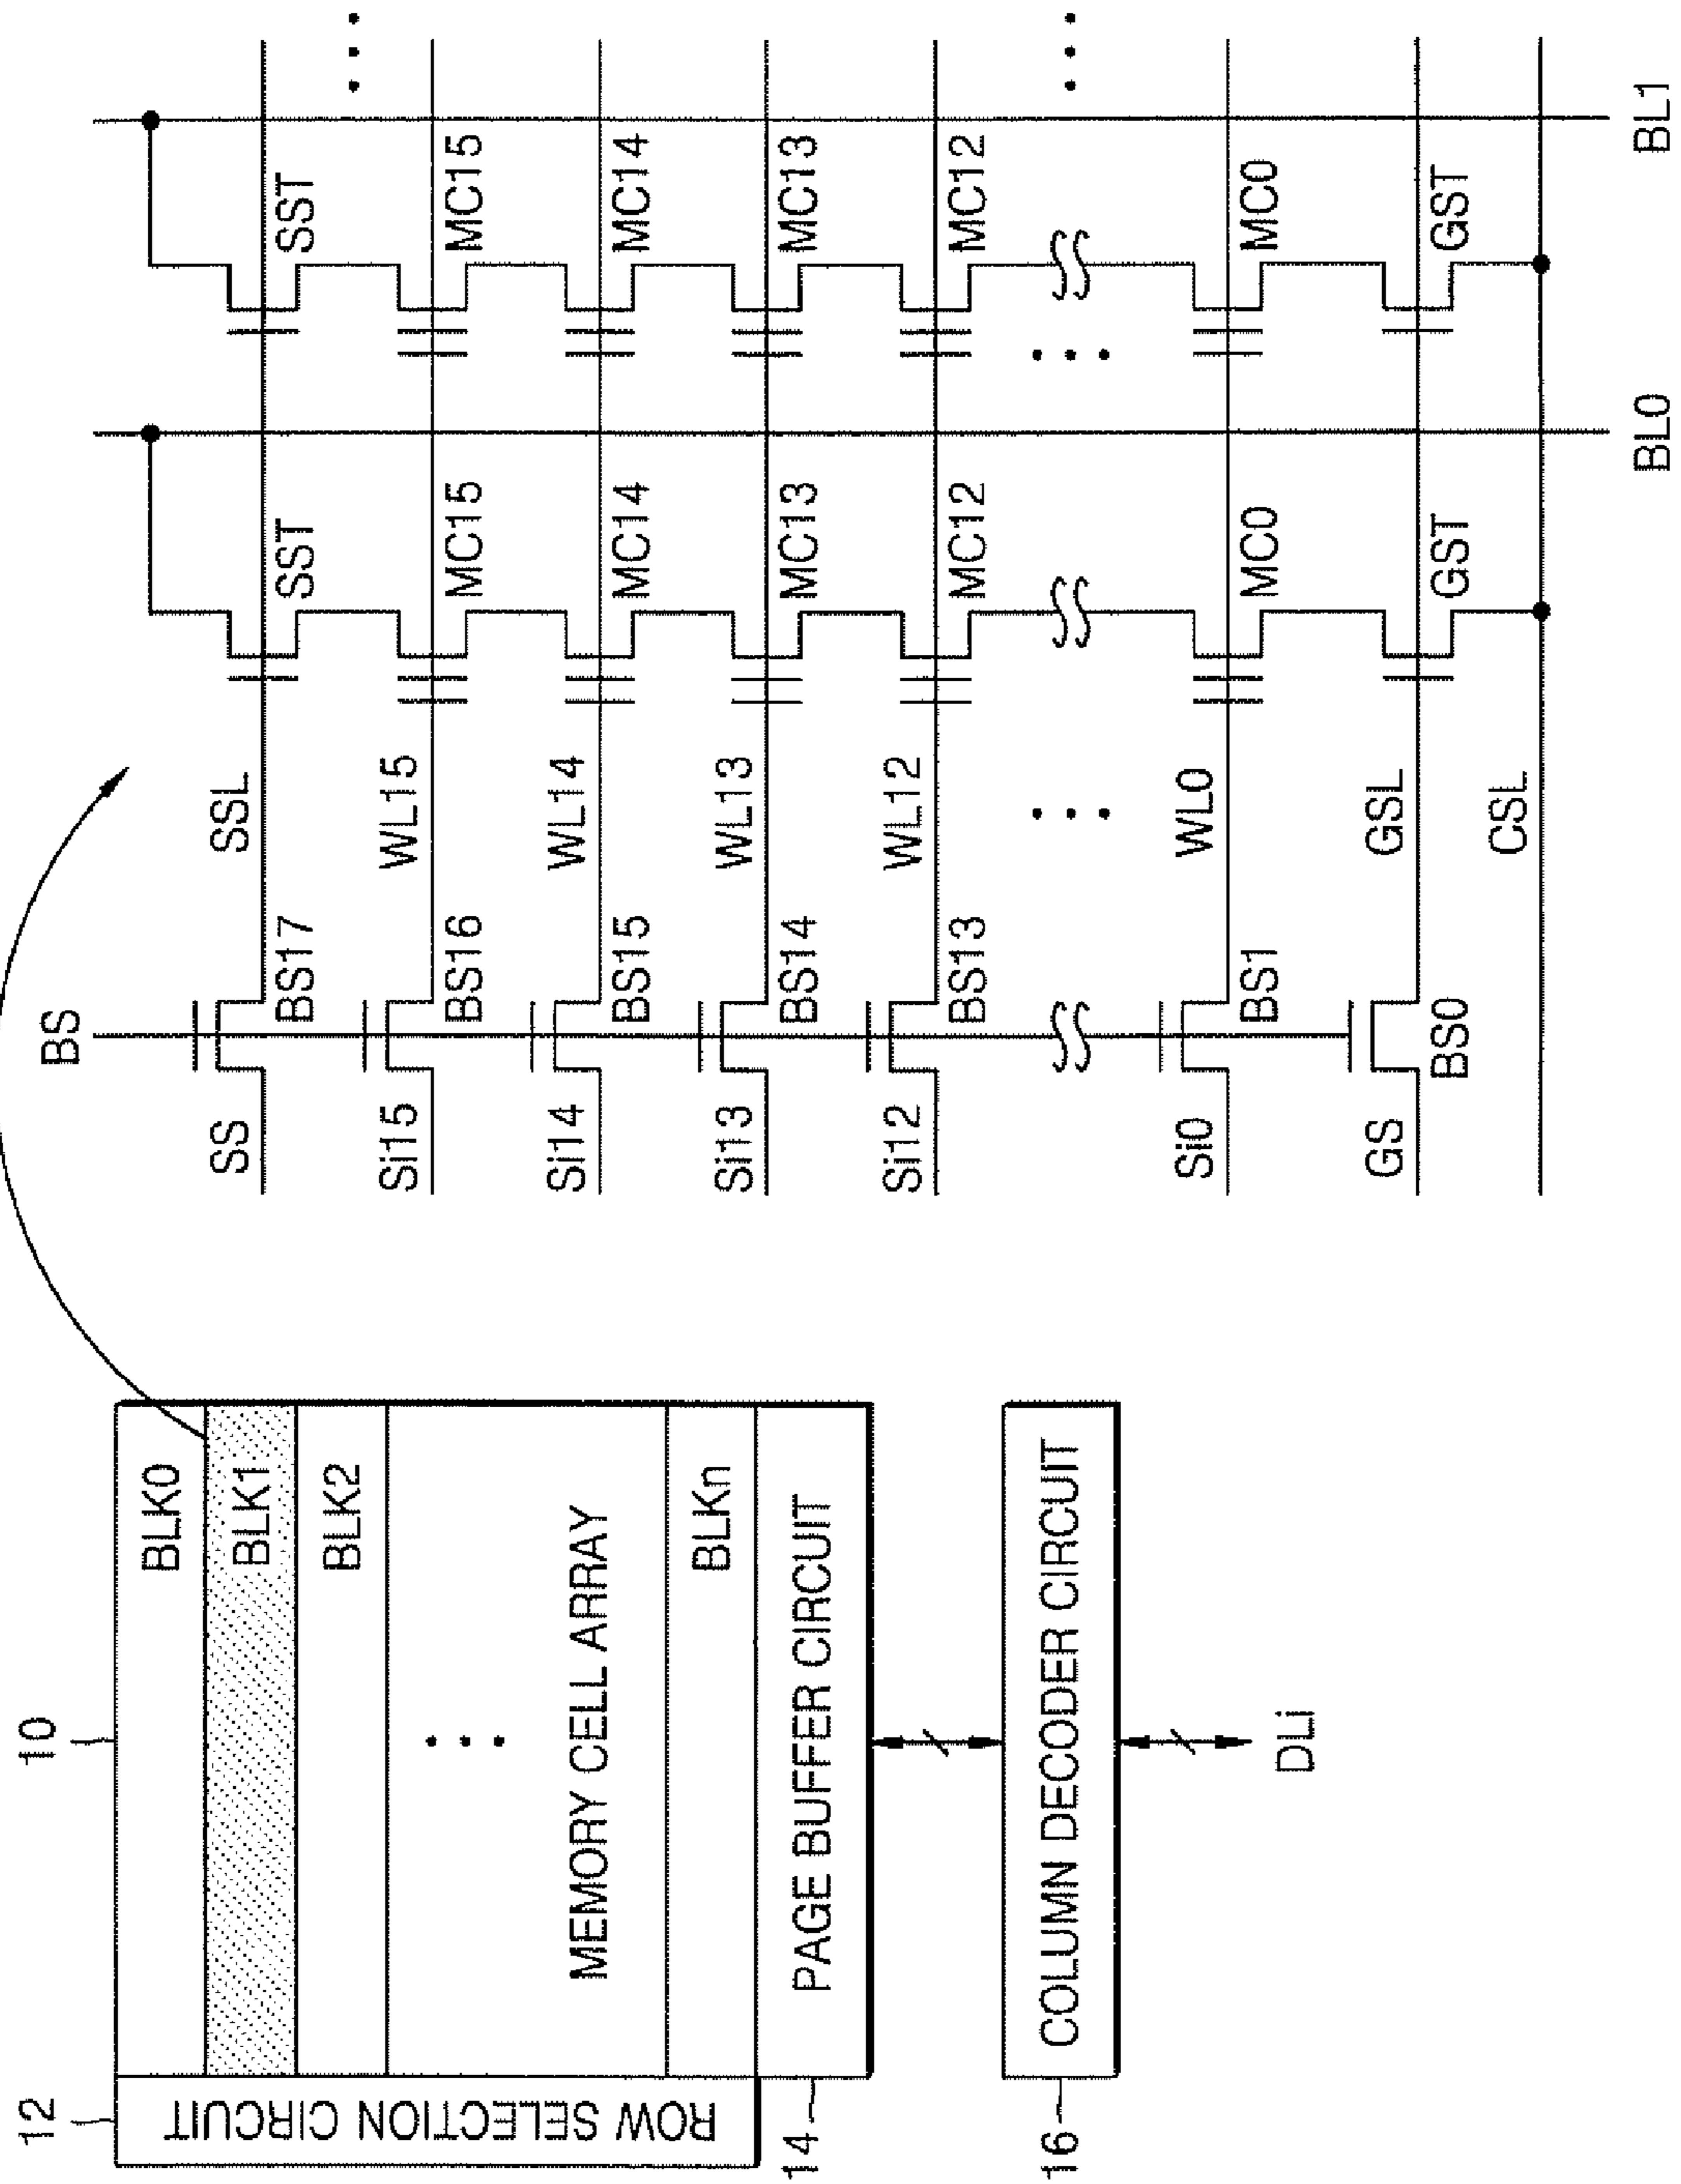 10
12
ROW SELECTION CIRCUIT
BLK0
BLK1
BLK2
MEMORY CELL ARRAY
BLKn
14
PAGE BUFFER CIRCUIT
16
COLUMN DECODER CIRCUIT
DLi
BS
SS
BS17
SSL
SST
SST
Si15
BS16
WL15
MC15
MC15
Si14
BS15
WL14
MC14
MC14
Si13
BS14
WL13
MC13
MC13
Si12
BS13
WL12
MC12
MC12
Si0
BS1
WL0
MC0
MC0
GS
BS0
GSL
GST
GST
CSL
BL0
BL1